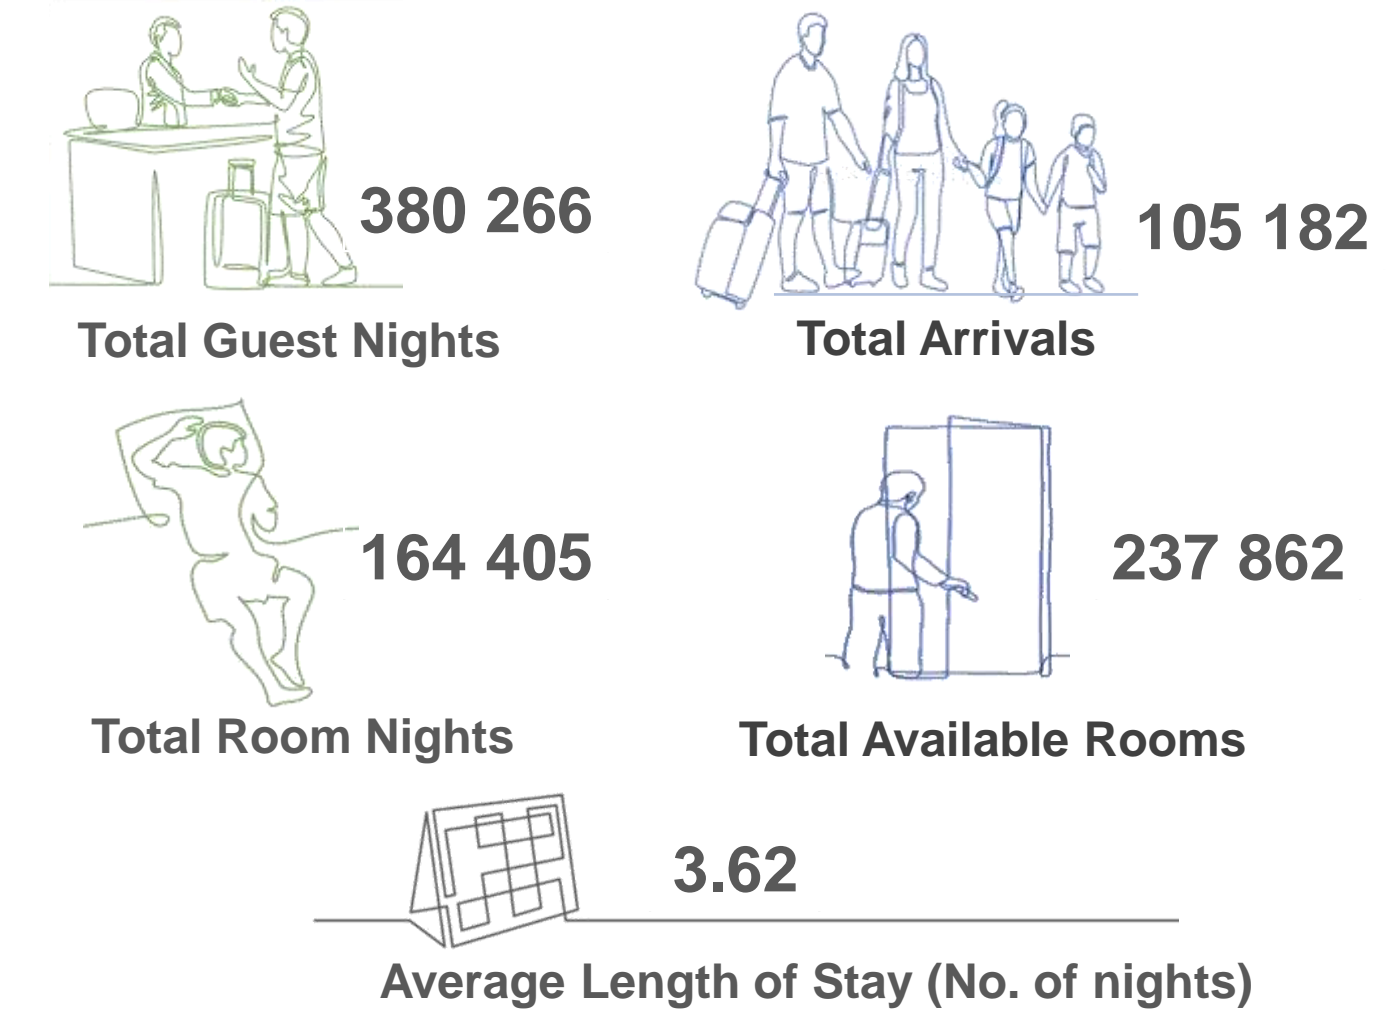 380 266
Total Guest Nights
105 182
Total Arrivals
164 405
Total Room Nights
237 862
Total Available Rooms
3.62
Average Length of Stay (No. of nights)